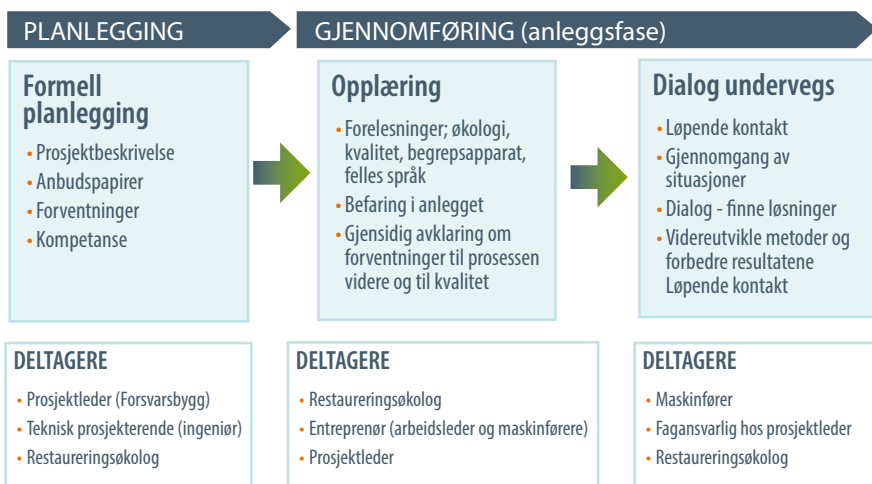 PLANLEGGING
GJENNOMFØRING (anleggsfase)
Formell
planlegging
• Prosjektbeskrivelse
• Anbudspapirer
• Forventninger
• Kompetanse
Opplæring
• Forelesninger; økologi,
kvalitet, begrepsapparat,
felles språk
• Befaring i anlegget
• Gjensidig avklaring om
forventninger til prosessen
videre og til kvalitet
Dialog undervegs
• Løpende kontakt
• Gjennomgang av
situasjoner
• Dialog - finne løsninger
• Videreutvikle metoder og
forbedre resultatene
Løpende kontakt
DELTAGERE
• Prosjektleder (Forsvarsbygg)
• Teknisk prosjekterende (ingeniør)
• Restaureringsøkolog
DELTAGERE
• Restaureringsøkolog
• Entreprenør (arbeidsleder og maskinførere)
• Prosjektleder
DELTAGERE
• Maskinfører
• Fagansvarlig hos prosjektleder
• Restaureringsøkolog